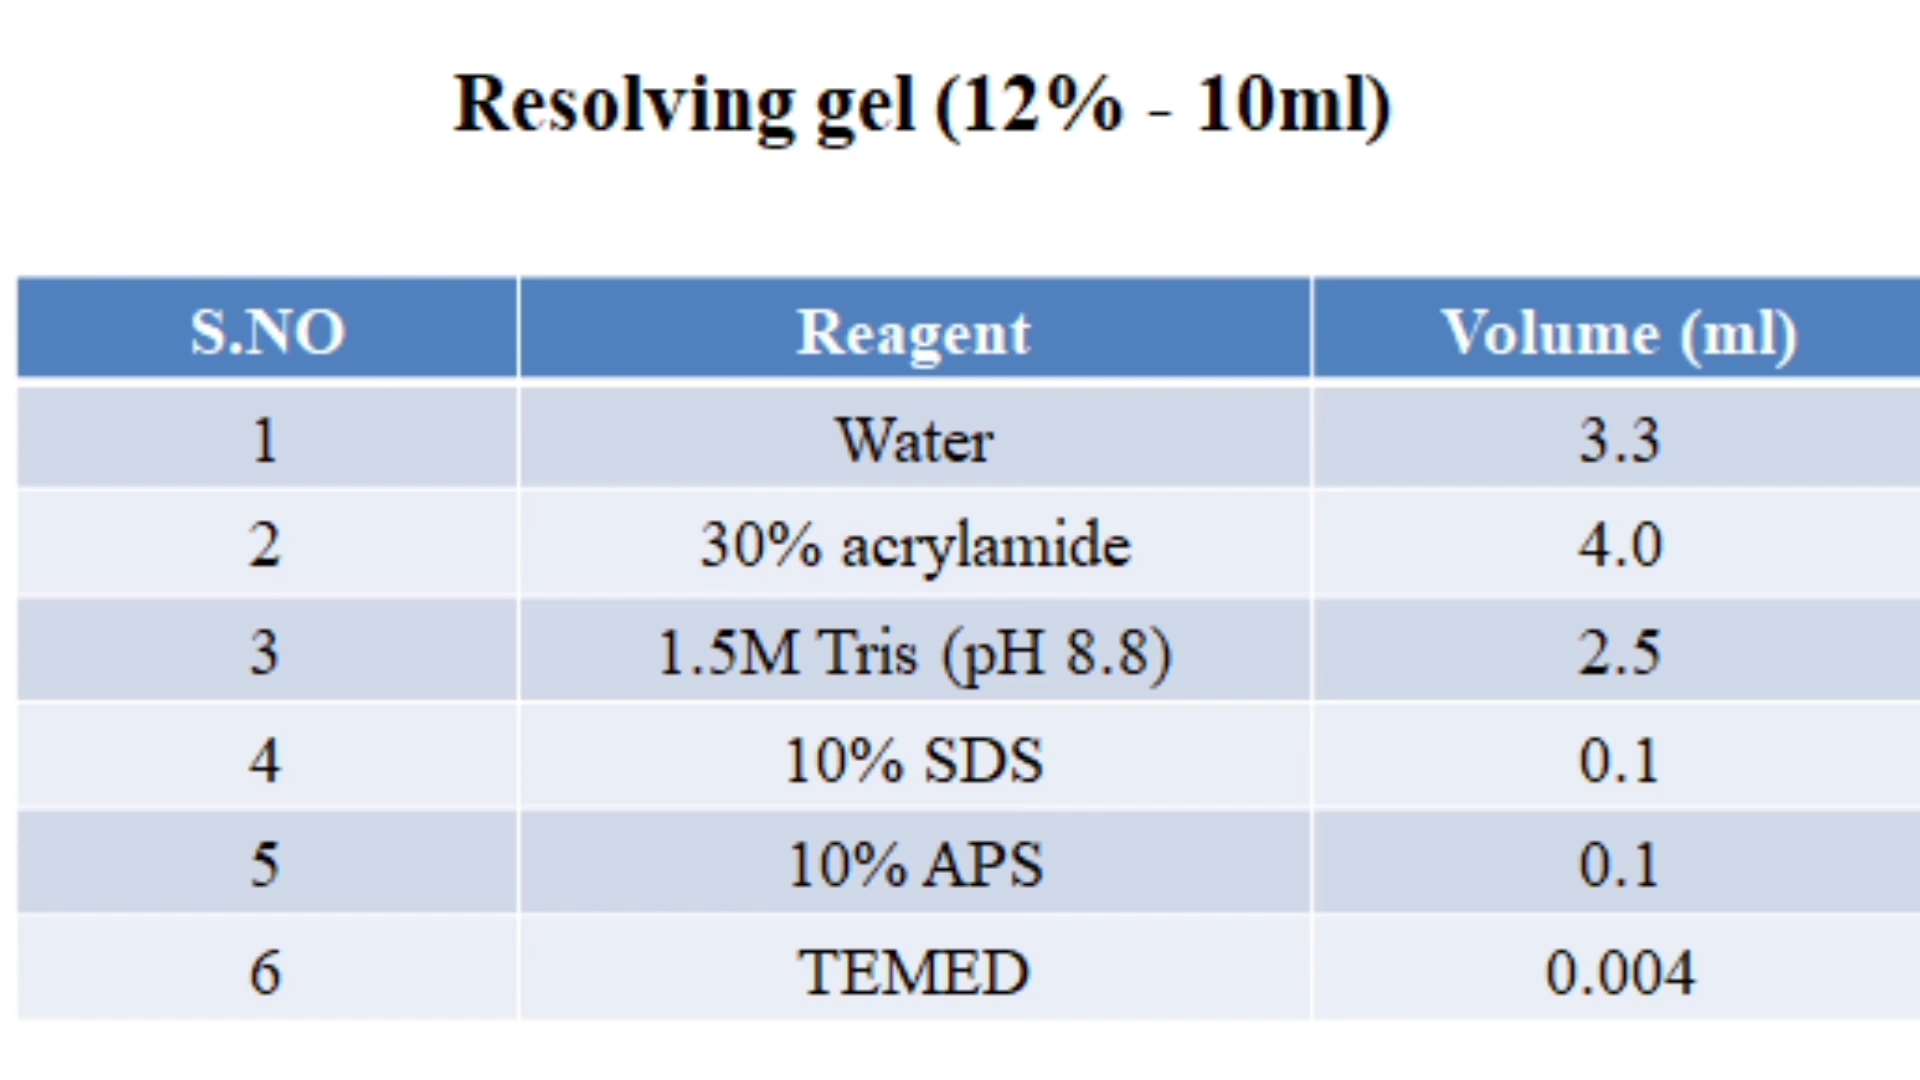 Resolving gel (12% - 10ml)
S.NO Reagent Volume (ml)
1 Water 3.3
2 30% acrylamide 4.0
3 1.5M Tris (pH 8.8) 2.5
4 10% SDS 0.1
5 10% APS 0.1
6 TEMED 0.004